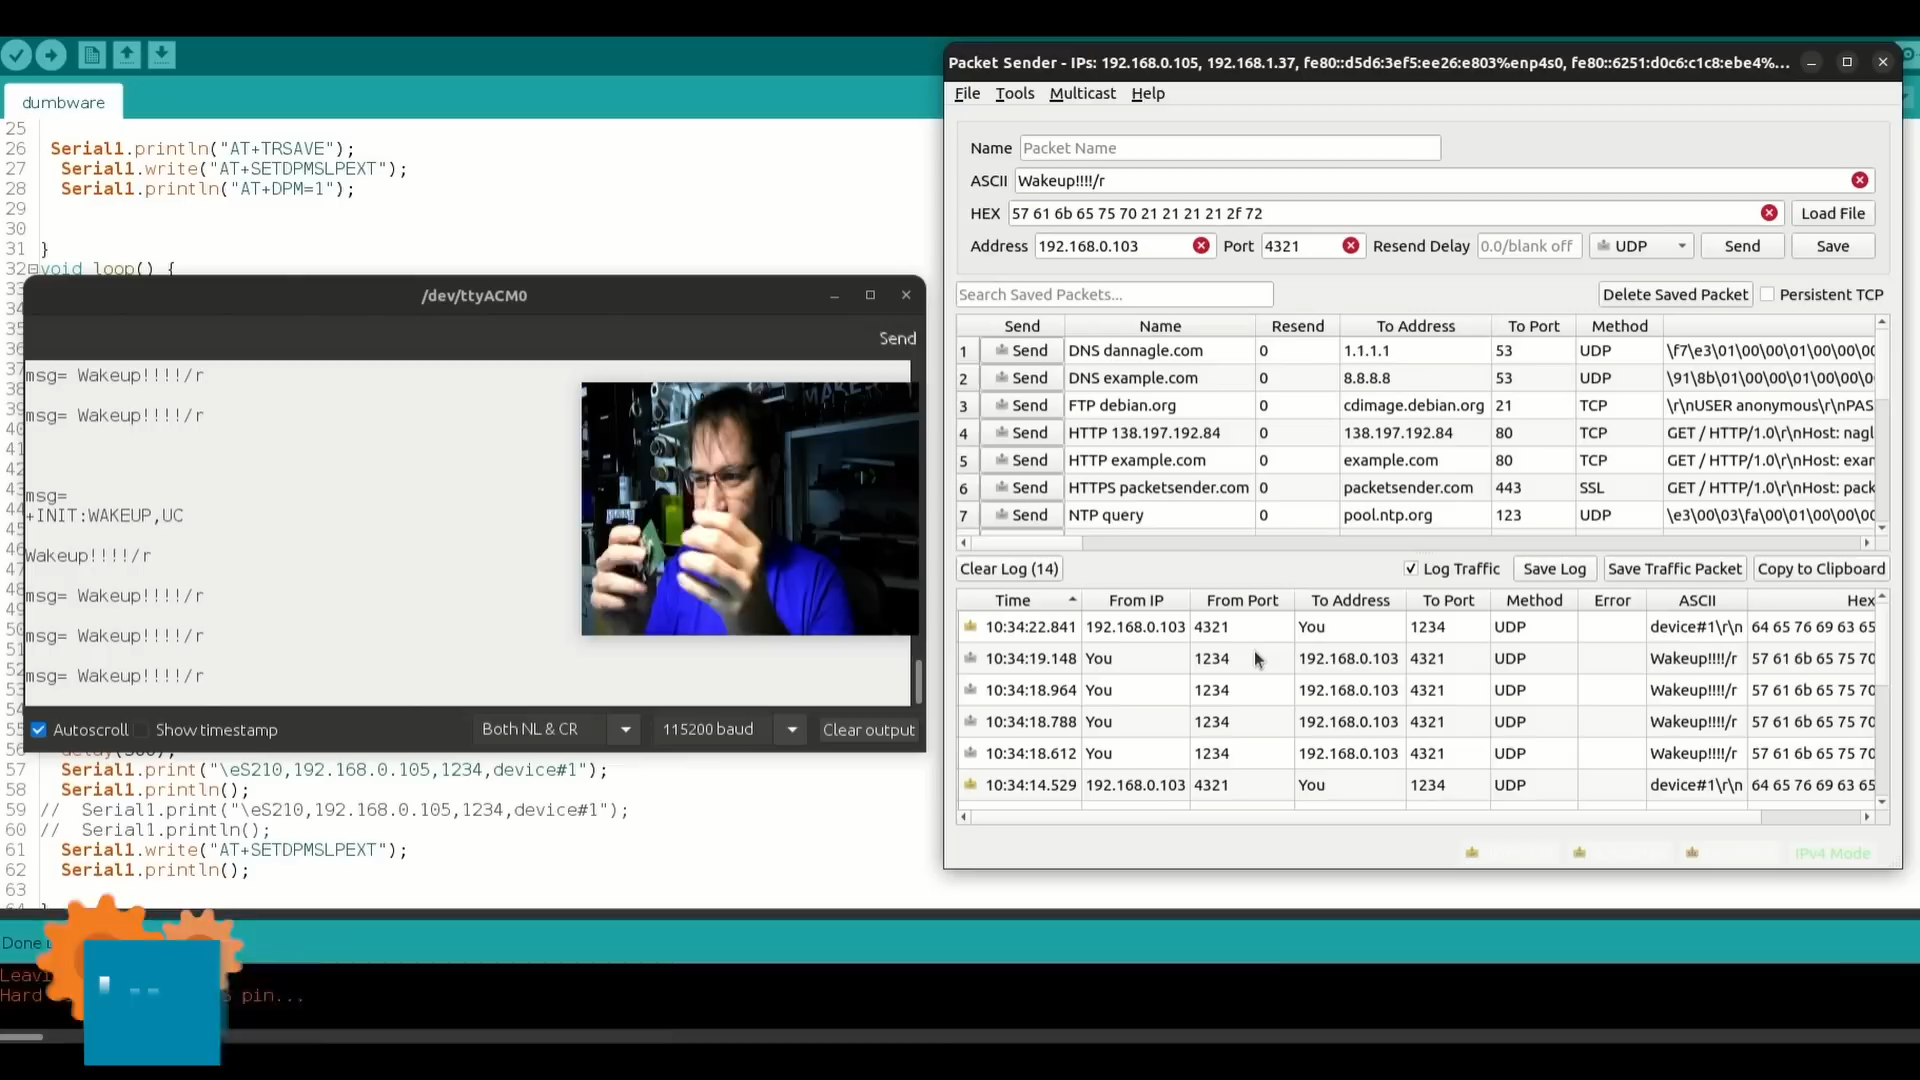 dumbware
25
26 Serial1.println("AT+TRSAVE");
27 Serial1.write("AT+SETDPMSLPEXT");
28 Serial1.println("AT+DPM=1");
29
30
31 }
32 void loop() {
/dev/ttyACM0
Send
msg= Wakeup!!!!/r
msg= Wakeup!!!!/r
msg=
+INIT:WAKEUP,UC
Wakeup!!!!/r
msg= Wakeup!!!!/r
msg= Wakeup!!!!/r
msg= Wakeup!!!!/r
Autoscroll Show timestamp Both NL & CR 115200 baud Clear output
57 Serial1.print("\eS210,192.168.0.105,1234,device#1");
58 Serial1.println();
59 // Serial1.print("\eS210,192.168.0.105,1234,device#1");
60 // Serial1.println();
61 Serial1.write("AT+SETDPMSLPEXT");
62 Serial1.println();
63
Done
Leavi
Hard pin...
Packet Sender - IPs: 192.168.0.105, 192.168.1.37, fe80::d5d6:3ef5:ee26:e803%enp4s0, fe80::6251:d0c6:c1c8:ebe4%...
File Tools Multicast Help
Name Packet Name
ASCII Wakeup!!!!/r
HEX 57 61 6b 65 75 70 21 21 21 21 2f 72 Load File
Address 192.168.0.103 Port 4321 Resend Delay 0.0/blank off UDP Send Save
Search Saved Packets... Delete Saved Packet Persistent TCP
Send Name Resend To Address To Port Method
1 Send DNS dannagle.com 0 1.1.1.1 53 UDP \f7\e3\01\00\00\01\00\00\00
2 Send DNS example.com 0 8.8.8.8 53 UDP \91\8b\01\00\00\01\00\00\0
3 Send FTP debian.org 0 cdimage.debian.org 21 TCP \r\nUSER anonymous\r\nPAS
4 Send HTTP 138.197.192.84 0 138.197.192.84 80 TCP GET / HTTP/1.0\r\nHost: nagl
5 Send HTTP example.com 0 example.com 80 TCP GET / HTTP/1.0\r\nHost: exar
6 Send HTTPS packetsender.com 0 packetsender.com 443 SSL GET / HTTP/1.0\r\nHost: pack
7 Send NTP query 0 pool.ntp.org 123 UDP \e3\00\03\fa\00\01\00\00\00
Clear Log (14) Log Traffic Save Log Save Traffic Packet Copy to Clipboard
Time From IP From Port To Address To Port Method Error ASCII Hex
10:34:22.841 192.168.0.103 4321 You 1234 UDP device#1\r\n 64 65 76 69 63 65
10:34:19.148 You 1234 192.168.0.103 4321 UDP Wakeup!!!!/r 57 61 6b 65 75 70
10:34:18.964 You 1234 192.168.0.103 4321 UDP Wakeup!!!!/r 57 61 6b 65 75 70
10:34:18.788 You 1234 192.168.0.103 4321 UDP Wakeup!!!!/r 57 61 6b 65 75 70
10:34:18.612 You 1234 192.168.0.103 4321 UDP Wakeup!!!!/r 57 61 6b 65 75 70
10:34:14.529 192.168.0.103 4321 You 1234 UDP device#1\r\n 64 65 76 69 63 65
IPv4 Mode